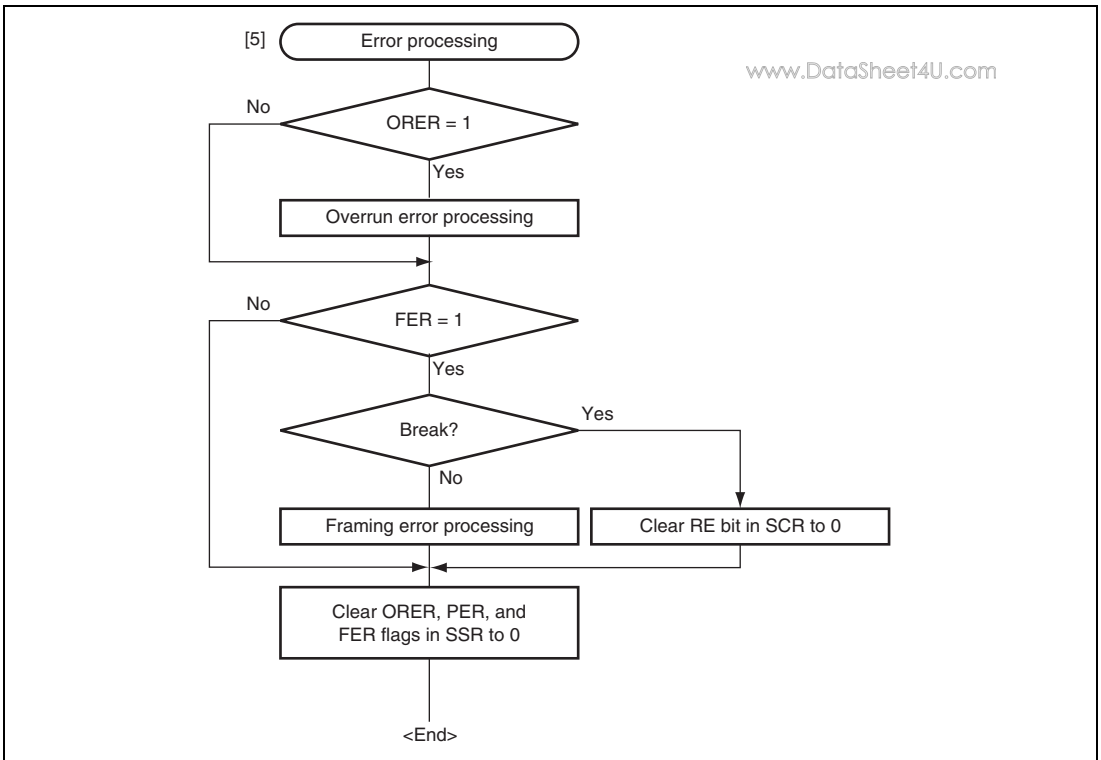 [5] Error processing
www.DataSheet4U.com
No
ORER = 1
Yes
Overrun error processing
No
FER = 1
Yes
Break?
Yes
No
Framing error processing
Clear RE bit in SCR to 0
Clear ORER, PER, and
FER flags in SSR to 0
<End>